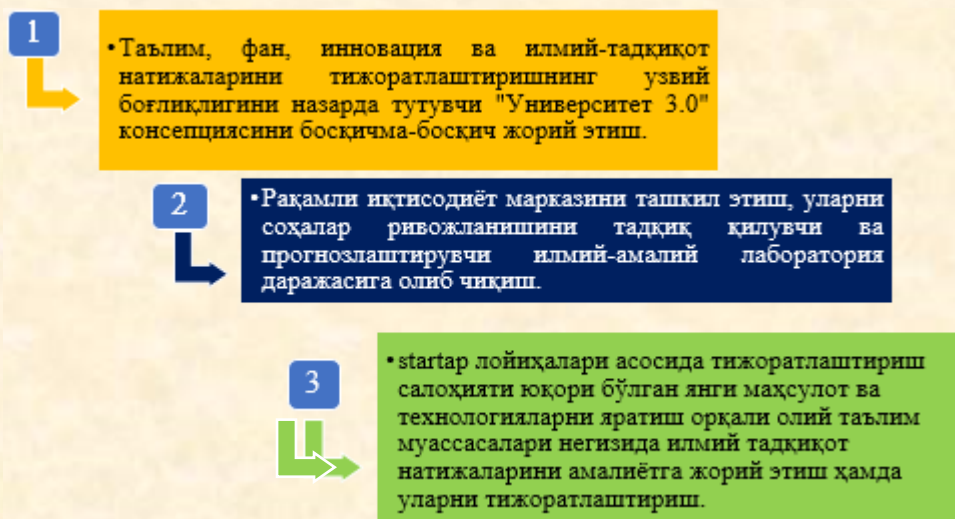 1
•Таълим, фан, инновация ва илмий-тадқиқот
натижаларини тижоратлаштиришнинг узвий
боғлиқлигини назарда тутувчи "Университет 3.0"
консепциясини босқичма-босқич жорий этиш.
2
•Рақамли иқтисодиёт марказини ташкил этиш, уларни
соҳалар ривожланишини тадқиқ қилувчи ва
прогнозлаштирувчи илмий-амалий лаборатория
даражасига олиб чиқиш.
3
•startap лойиҳалари асосида тижоратлаштириш
салоҳияти юқори бўлган янги маҳсулот ва
технологияларни яратиш орқали олий таълим
муассасалари негизида илмий тадқиқот
натижаларини амалиётга жорий этиш ҳамда
уларни тижоратлаштириш.